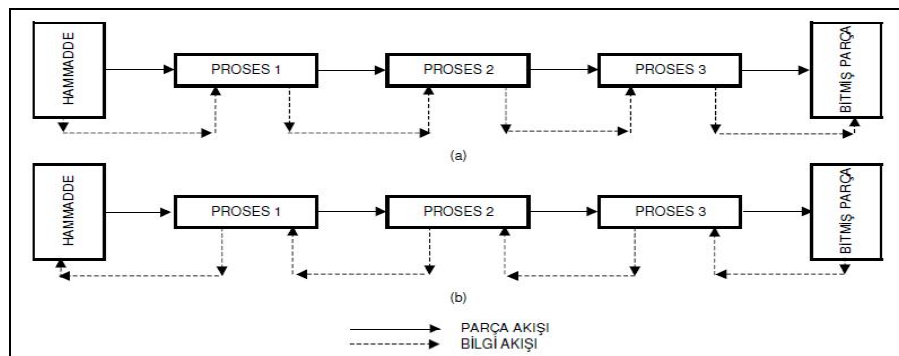 HAMMADDE
PROSES 1
PROSES 2
PROSES 3
BİTMİŞ PARÇA
(a)
HAMMADDE
PROSES 1
PROSES 2
PROSES 3
BİTMİŞ PARÇA
(b)
PARÇA AKIŞI
BİLGİ AKIŞI